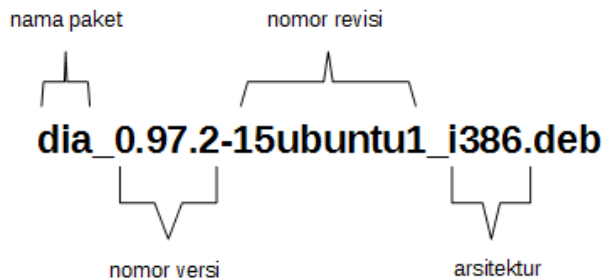 nama paket
nomor revisi
dia_0.97.2-15ubuntu1_i386.deb
nomor versi
arsitektur